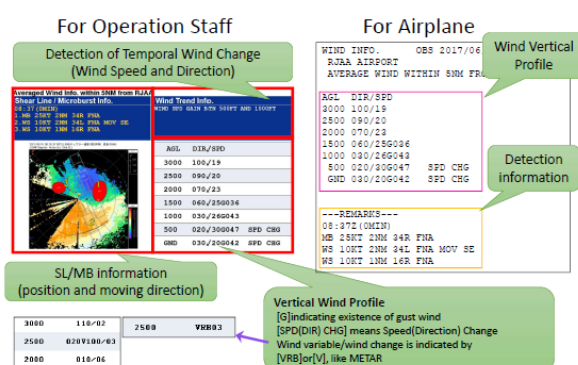 For Operation Staff
Detection of Temporal Wind Change
(Wind Speed and Direction)
Averaged Wind Info. within 5NM from RJAA
Shear Line / Microburst Info.
08:37(0MIN)
1.MB 25KT 2NM 34R FNA
2.WS 10KT 2NM 34L FNA MOV SE
3.WS 10KT 1NM 16R FNA
Wind Trend Info.
WIND SPD GAIN BTN 500FT AND 1000FT
AGL DIR/SPD
3000 100/19
2500 090/20
2000 070/23
1500 060/25G036
1000 030/26G043
500 020/30G047 SPD CHG
GND 030/20G042 SPD CHG
SL/MB information
(position and moving direction)
3000 110/02
2500 020V100/03
2000 010/06
2500 VRB03
For Airplane
WIND INFO. OBS 2017/06
RJAA AIRPORT
AVERAGE WIND WITHIN 5NM FRO
Wind Vertical
Profile
AGL DIR/SPD
3000 100/19
2500 090/20
2000 070/23
1500 060/25G036
1000 030/26G043
500 020/30G047 SPD CHG
GND 030/20G042 SPD CHG
Detection
information
---REMARKS---
08:37Z(0MIN)
MB 25KT 2NM 34R FNA
WS 10KT 2NM 34L FNA MOV SE
WS 10KT 1NM 16R FNA
Vertical Wind Profile
[G]indicating existence of gust wind
[SPD(DIR) CHG] means Speed(Direction) Change
Wind variable/wind change is indicated by
[VRB]or[V], like METAR